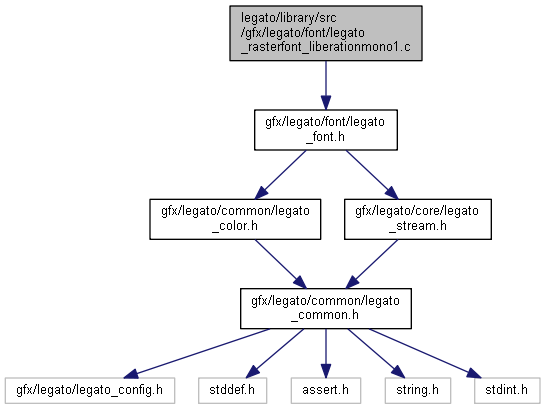 legato/library/src
/gfx/legato/font/legato
_rasterfont_liberationmono1.c
gfx/legato/font/legato
_font.h
gfx/legato/common/legato
_color.h
gfx/legato/core/legato
_stream.h
gfx/legato/common/legato
_common.h
gfx/legato/legato_config.h
stddef.h
assert.h
string.h
stdint.h